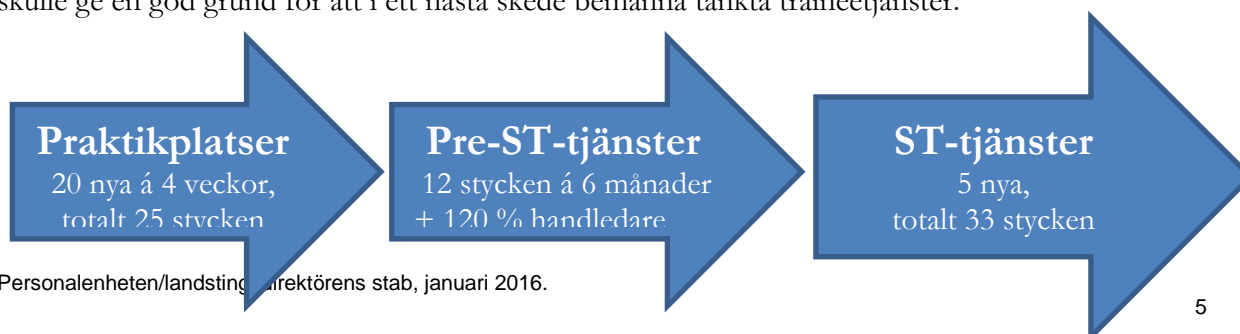 skulle ge en god grund för att i ett nästa skede bemanna tänkta traineetjänster.
Praktikplatser
20 nya á 4 veckor,
totalt 25 stycken
Pre-ST-tjänster
12 stycken á 6 månader
+ 120 % handledare
ST-tjänster
5 nya,
totalt 33 stycken
Personalenheten/landstingsdirektörens stab, januari 2016.
5